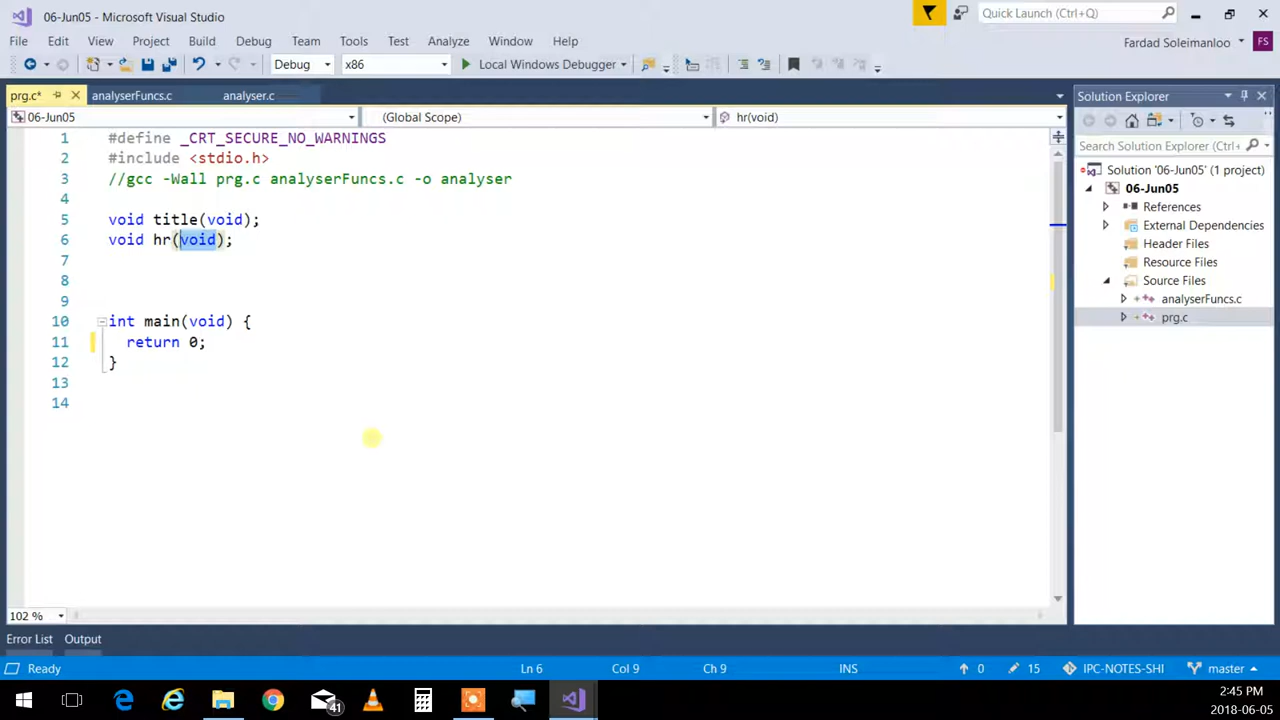 06-Jun05 - Microsoft Visual Studio
Quick Launch (Ctrl+Q)
File Edit View Project Build Debug Team Tools Test Analyze Window Help
Fardad Soleimanloo FS
Debug x86 Local Windows Debugger
prg.c* analyserFuncs.c analyser.c
06-Jun05 (Global Scope) hr(void)
1 #define _CRT_SECURE_NO_WARNINGS
2 #include <stdio.h>
3 //gcc -Wall prg.c analyserFuncs.c -o analyser
4
5 void title(void);
6 void hr(void);
7
8
9
10 int main(void) {
11 return 0;
12 }
13
14
102 %
Solution Explorer
Search Solution Explorer (Ctrl+
Solution '06-Jun05' (1 project)
06-Jun05
References
External Dependencies
Header Files
Resource Files
Source Files
analyserFuncs.c
prg.c
Error List Output
Ready Ln 6 Col 9 Ch 9 INS 0 15 IPC-NOTES-SHI master
41
2:45 PM
2018-06-05